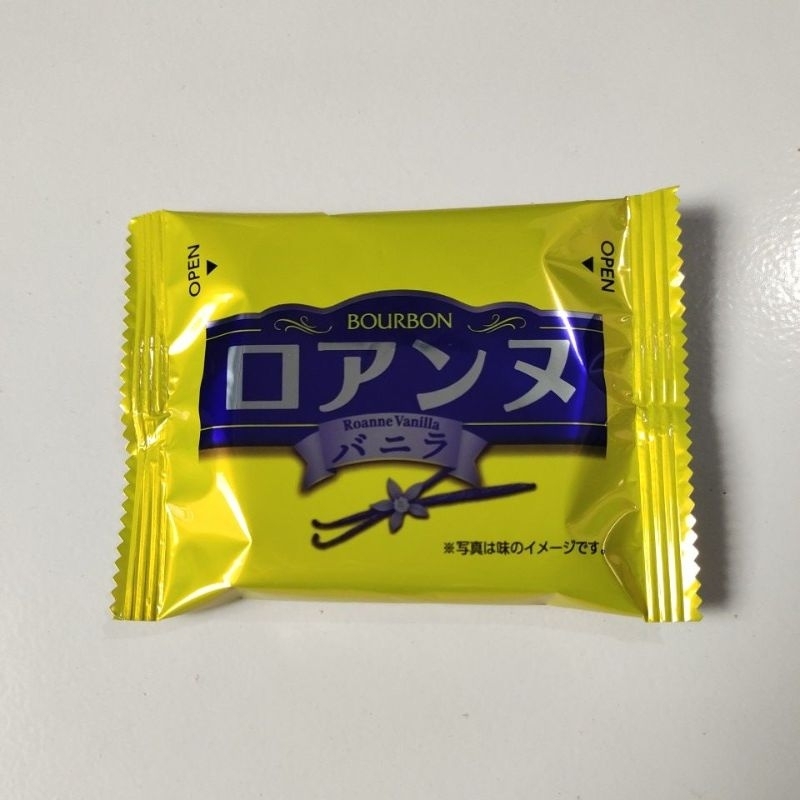 OPEN
OPEN
BOURBON
ロアンヌ
Roanne Vanilla
バニラ
※写真は味のイメージです。